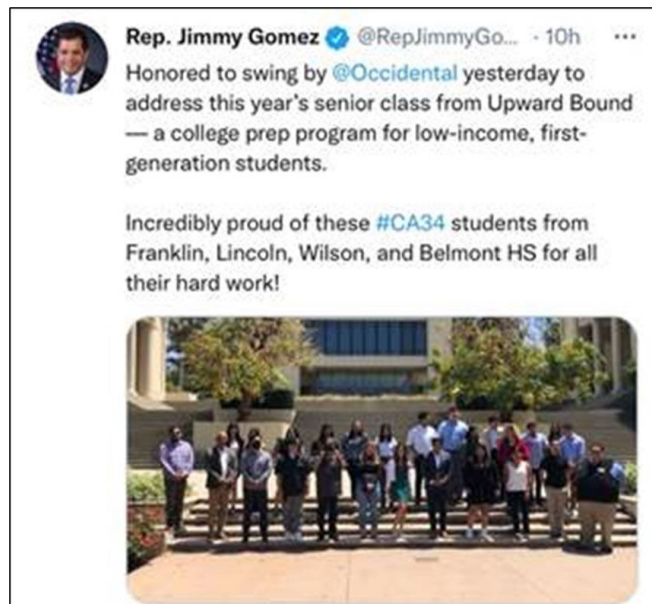 Rep. Jimmy Gomez @RepJimmyGo... · 10h ...
Honored to swing by @Occidental yesterday to
address this year's senior class from Upward Bound
— a college prep program for low-income, first-
generation students.
Incredibly proud of these #CA34 students from
Franklin, Lincoln, Wilson, and Belmont HS for all
their hard work!